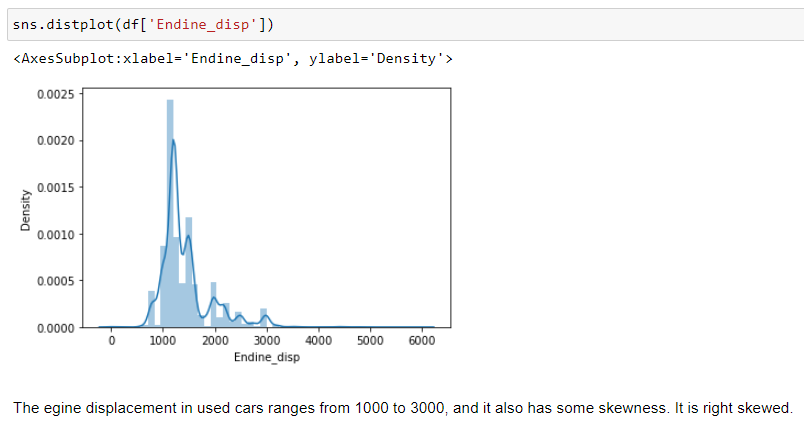 sns.distplot(df['Endine_disp'])
<AxesSubplot:xlabel='Endine_disp', ylabel='Density'>
0.0025
0.0020
0.0015
0.0010
0.0005
0.0000
Density
0 1000 2000 3000 4000 5000 6000
Endine_disp
The egine displacement in used cars ranges from 1000 to 3000, and it also has some skewness. It is right skewed.